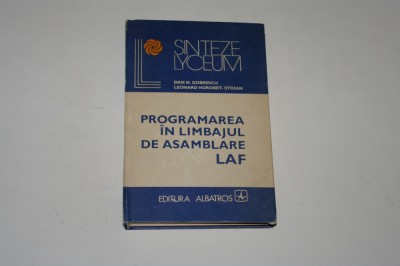 SINTEZE
LYCEUM
DAN N. DOBRESCU
LEONARD HOROBEȚ-STOIAN
PROGRAMAREA
ÎN LIMBAJUL
DE ASAMBLARE
LAF
EDITURA ALBATROS